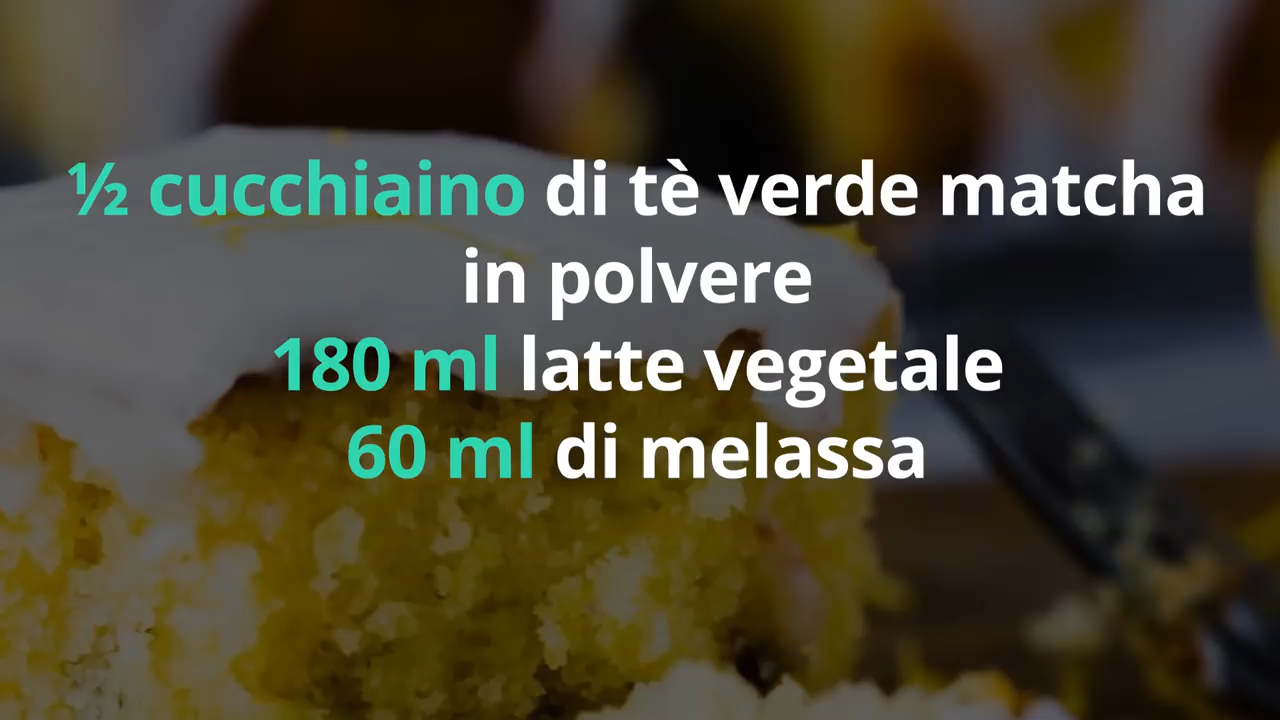 ½ cucchiaino di tè verde matcha
in polvere
180 ml latte vegetale
60 ml di melassa